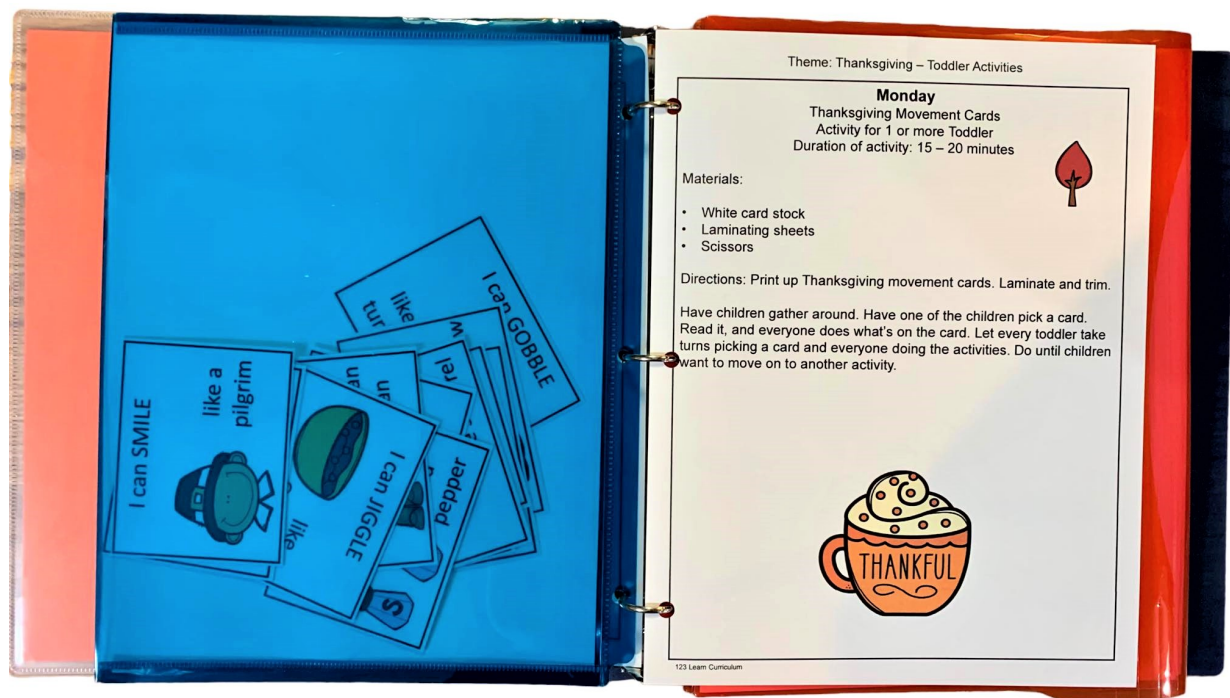 I can GOBBLE
like
I can SMILE
like a
pilgrim
I can JIGGLE
like
pepper
S
Theme: Thanksgiving – Toddler Activities
Monday
Thanksgiving Movement Cards
Activity for 1 or more Toddler
Duration of activity: 15 – 20 minutes
Materials:
• White card stock
• Laminating sheets
• Scissors
Directions: Print up Thanksgiving movement cards. Laminate and trim.
Have children gather around. Have one of the children pick a card.
Read it, and everyone does what's on the card. Let every toddler take
turns picking a card and everyone doing the activities. Do until children
want to move on to another activity.
THANKFUL
123 Learn Curriculum